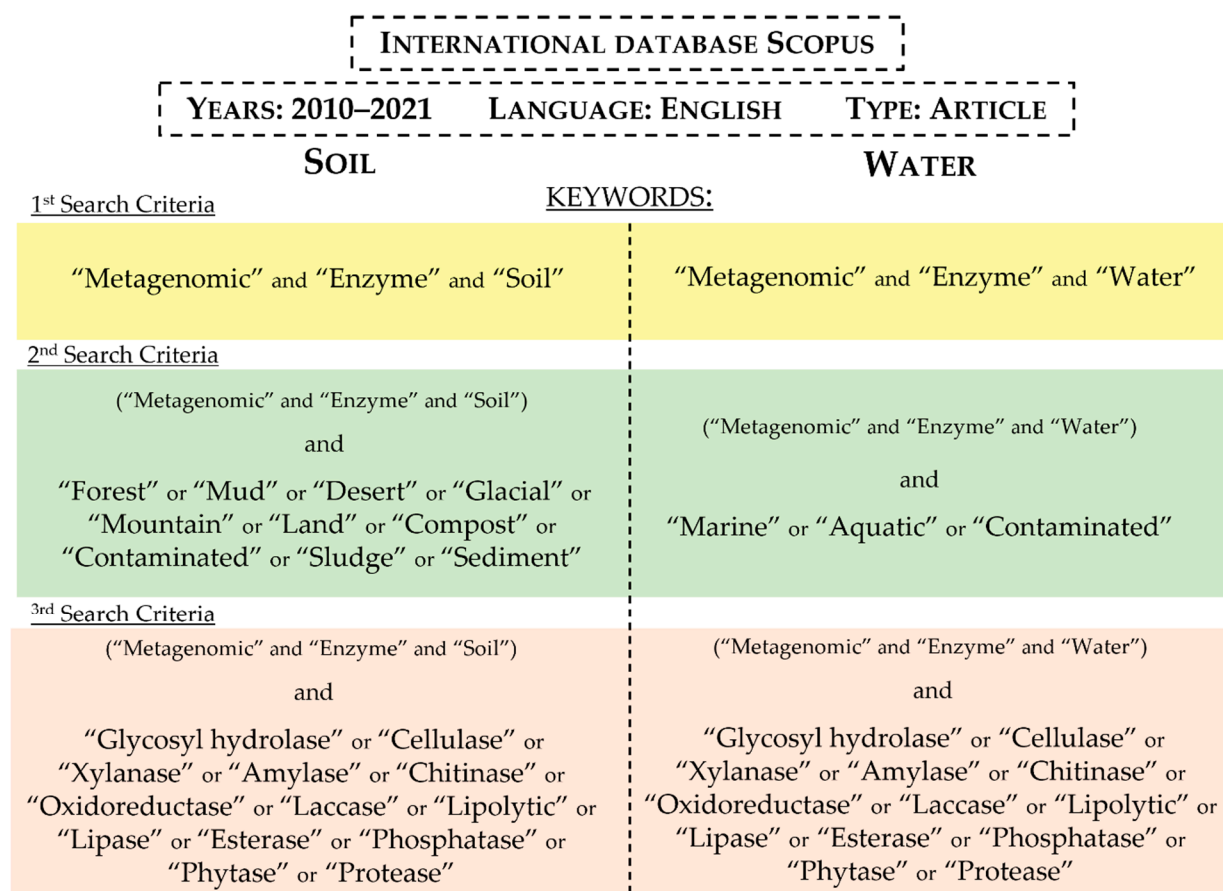 INTERNATIONAL DATABASE SCOPUS
YEARS: 2010–2021 LANGUAGE: ENGLISH TYPE: ARTICLE
SOIL
WATER
KEYWORDS:
1st Search Criteria
“Metagenomic” and “Enzyme” and “Soil”
“Metagenomic” and “Enzyme” and “Water”
2nd Search Criteria
(“Metagenomic” and “Enzyme” and “Soil”)
and
“Forest” or “Mud” or “Desert” or “Glacial” or
“Mountain” or “Land” or “Compost” or
“Contaminated” or “Sludge” or “Sediment”
(“Metagenomic” and “Enzyme” and “Water”)
and
“Marine” or “Aquatic” or “Contaminated”
3rd Search Criteria
(“Metagenomic” and “Enzyme” and “Soil”)
and
“Glycosyl hydrolase” or “Cellulase” or
“Xylanase” or “Amylase” or “Chitinase” or
“Oxidoreductase” or “Laccase” or “Lipolytic” or
“Lipase” or “Esterase” or “Phosphatase” or
“Phytase” or “Protease”
(“Metagenomic” and “Enzyme” and “Water”)
and
“Glycosyl hydrolase” or “Cellulase” or
“Xylanase” or “Amylase” or “Chitinase” or
“Oxidoreductase” or “Laccase” or “Lipolytic” or
“Lipase” or “Esterase” or “Phosphatase” or
“Phytase” or “Protease”